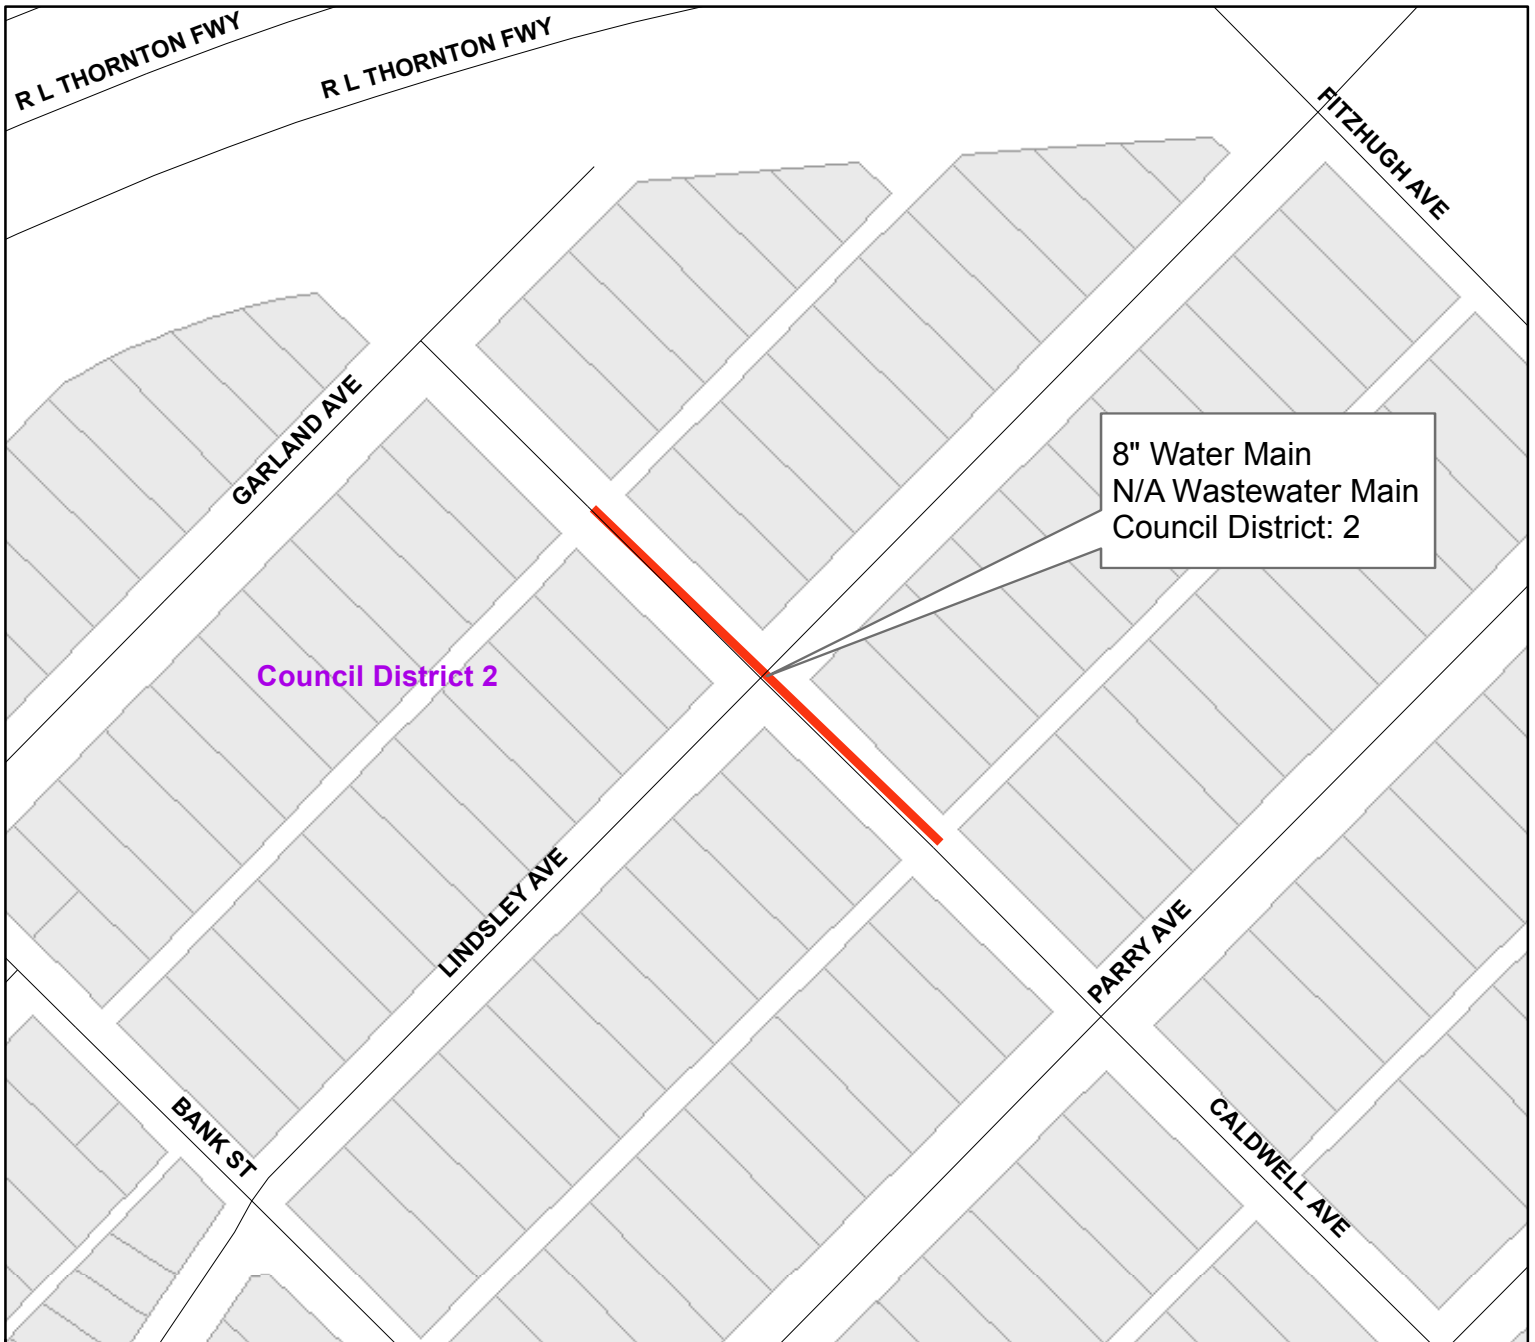 R L THORNTON FWY
R L THORNTON FWY
FITZHUGH AVE
GARLAND AVE
8" Water Main
N/A Wastewater Main
Council District: 2
Council District 2
LINDSLEY AVE
PARRY AVE
BANK ST
CALDWELL AVE